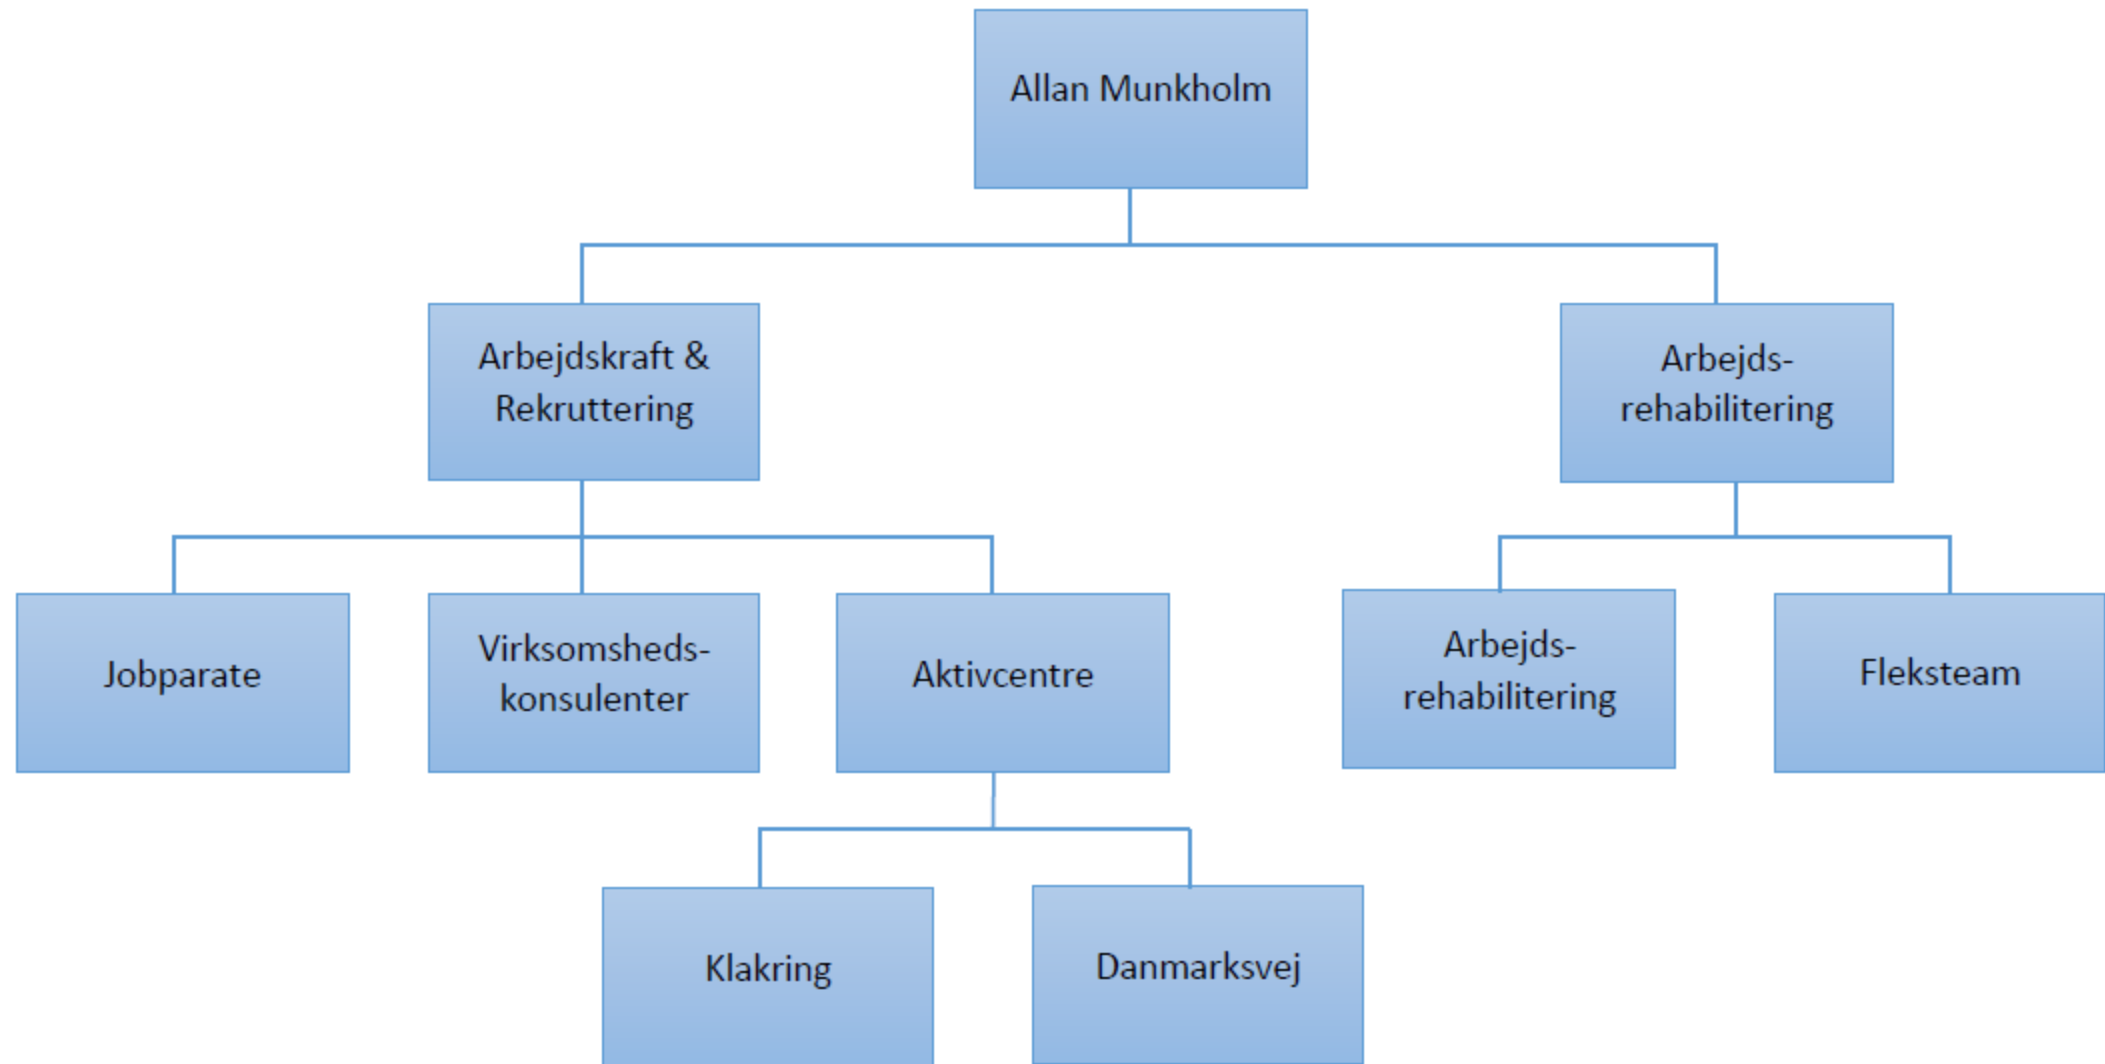 Allan Munkholm
Arbejdskraft &
Rekruttering
Arbejds-
rehabilitering
Jobparate
Virksomsheds-
konsulenter
Aktivcentre
Arbejds-
rehabilitering
Fleksteam
Klakring
Danmarksvej